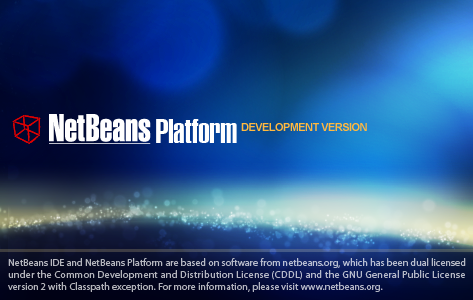 NetBeans Platform DEVELOPMENT VERSION
NetBeans IDE and NetBeans Platform are based on software from netbeans.org, which has been dual licensed
under the Common Development and Distribution License (CDDL) and the GNU General Public License
version 2 with Classpath exception. For more information, please visit www.netbeans.org.